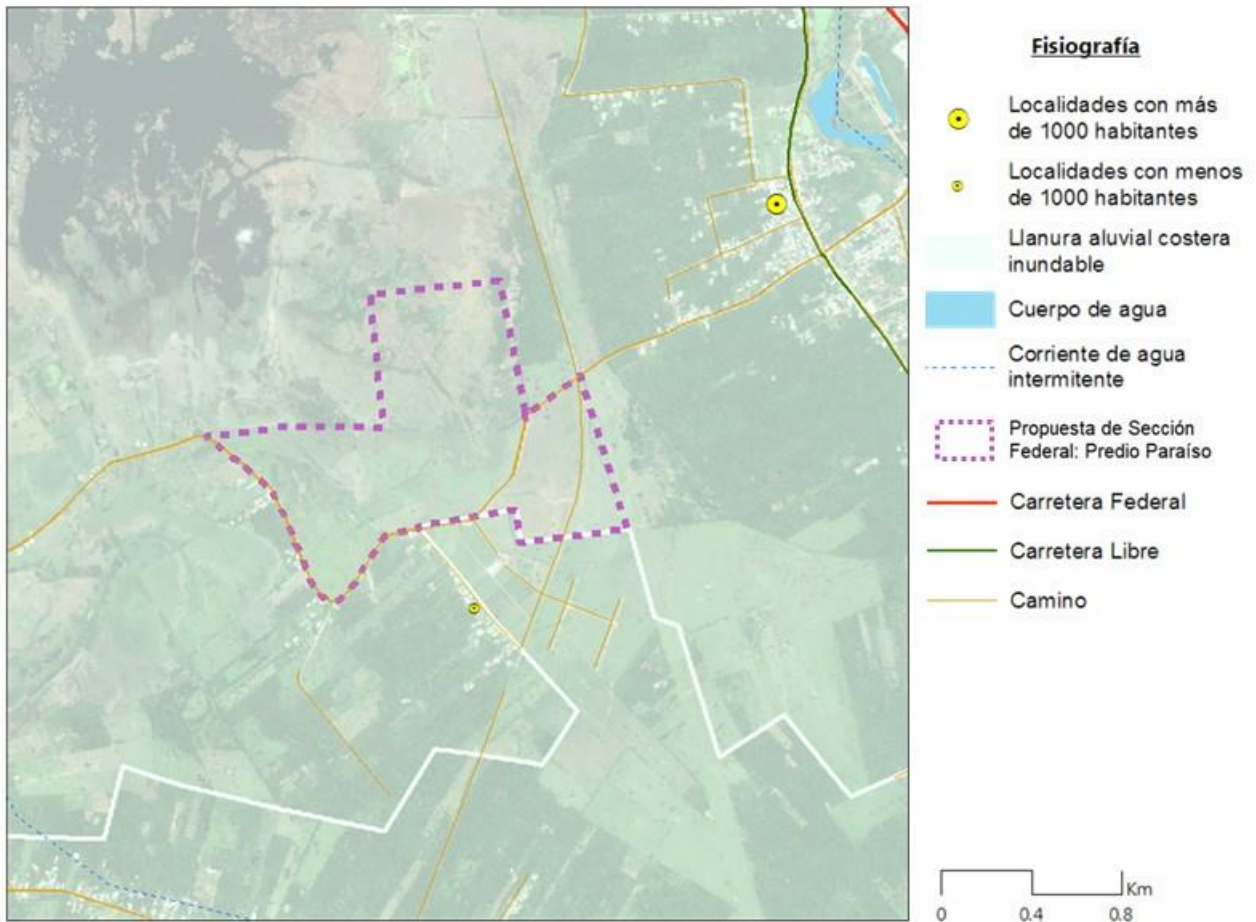 Fisiografía
Localidades con más
de 1000 habitantes
Localidades con menos
de 1000 habitantes
Llanura aluvial costera
inundable
Cuerpo de agua
Corriente de agua
intermitente
Propuesta de Sección
Federal: Predio Paraíso
Carretera Federal
Carretera Libre
Camino
Km
0 0.4 0.8